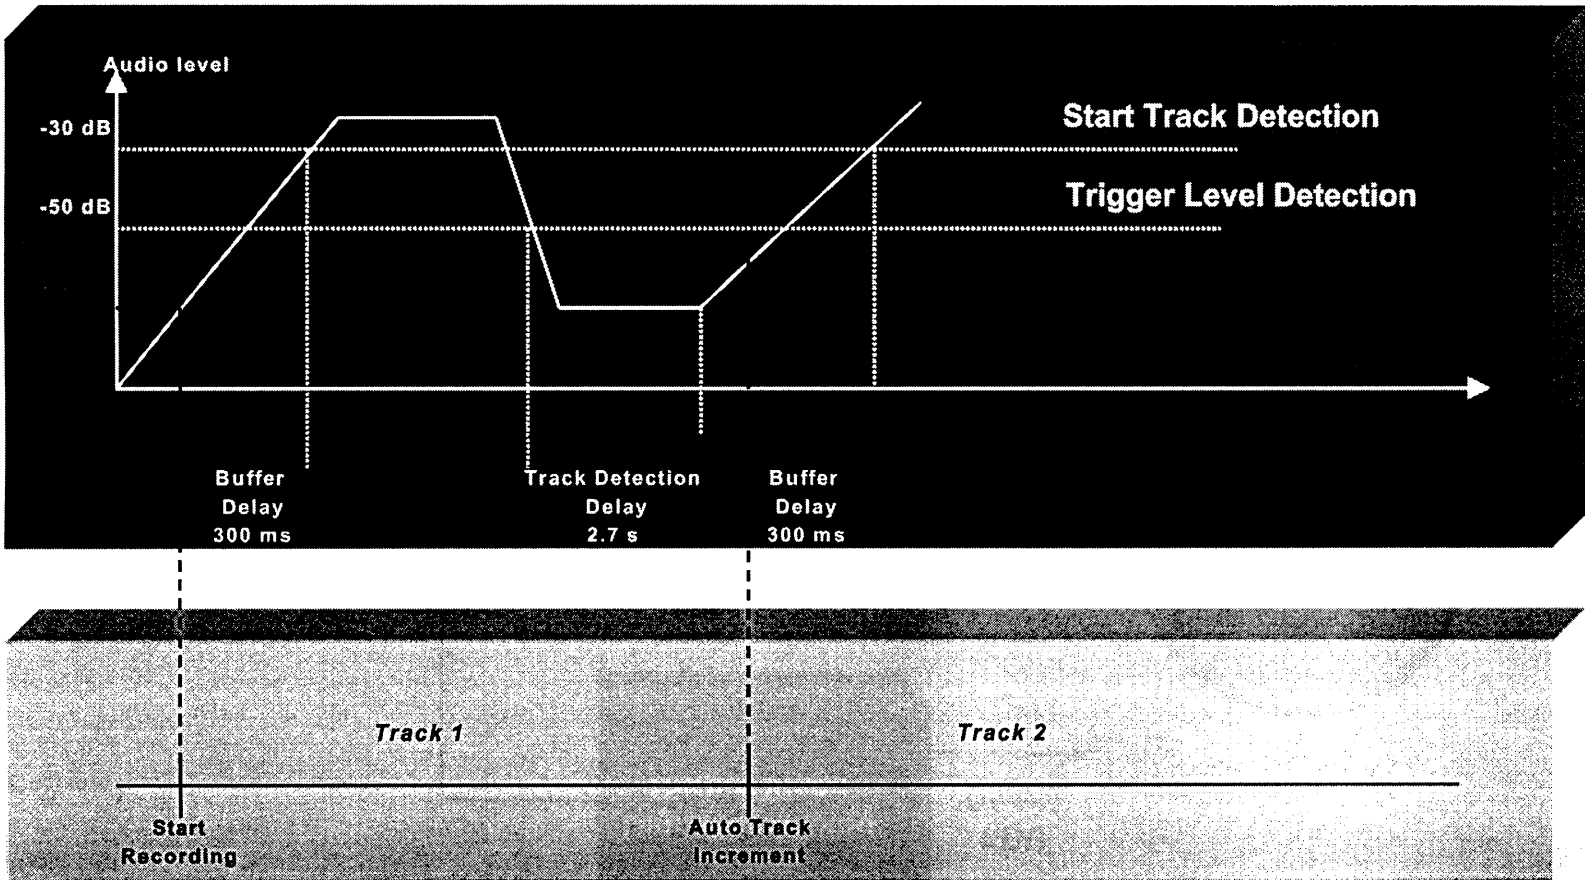 Audio level
-30 dB
Start Track Detection
-50 dB
Trigger Level Detection
Buffer
Delay
300 ms
Track Detection
Delay
2.7 s
Buffer
Delay
300 ms
Track 1
Track 2
Start
Recording
Auto Track
Increment